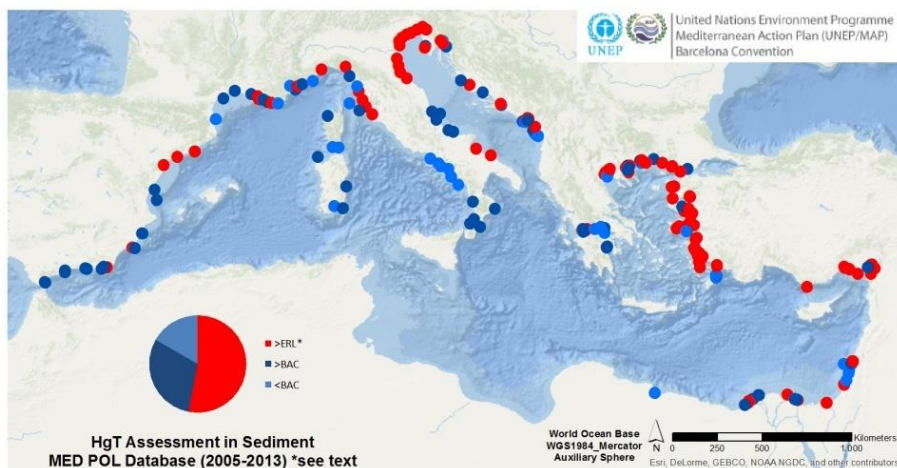 UNEP
United Nations Environment Programme
Mediterranean Action Plan (UNEP/MAP)
Barcelona Convention
>ERL*
>BAC
<BAC
HgT Assessment in Sediment
MED POL Database (2005-2013) *see text
World Ocean Base
WGS1984_Mercator
Auxiliary Sphere
N
Kilometers
0 250 500 1,000
Esri, DeLorme, GEBCO, NOAA NGDC, and other contributors